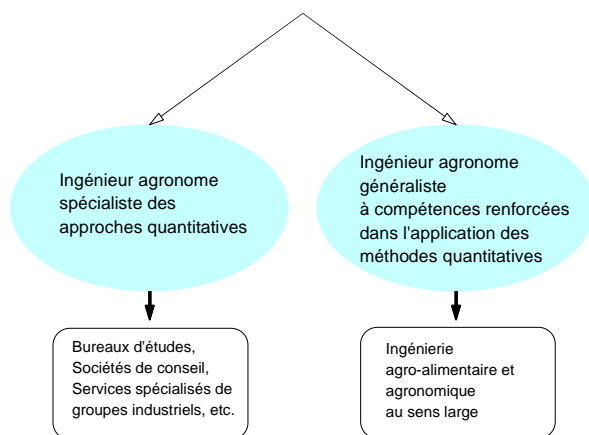 Ingénieur agronome
spécialiste des
approches quantitatives
Ingénieur agronome
généraliste
à compétences renforcées
dans l'application des
méthodes quantitatives
Bureaux d'études,
Sociétés de conseil,
Services spécialisés de
groupes industriels, etc.
Ingénierie
agro-alimentaire et
agronomique
au sens large